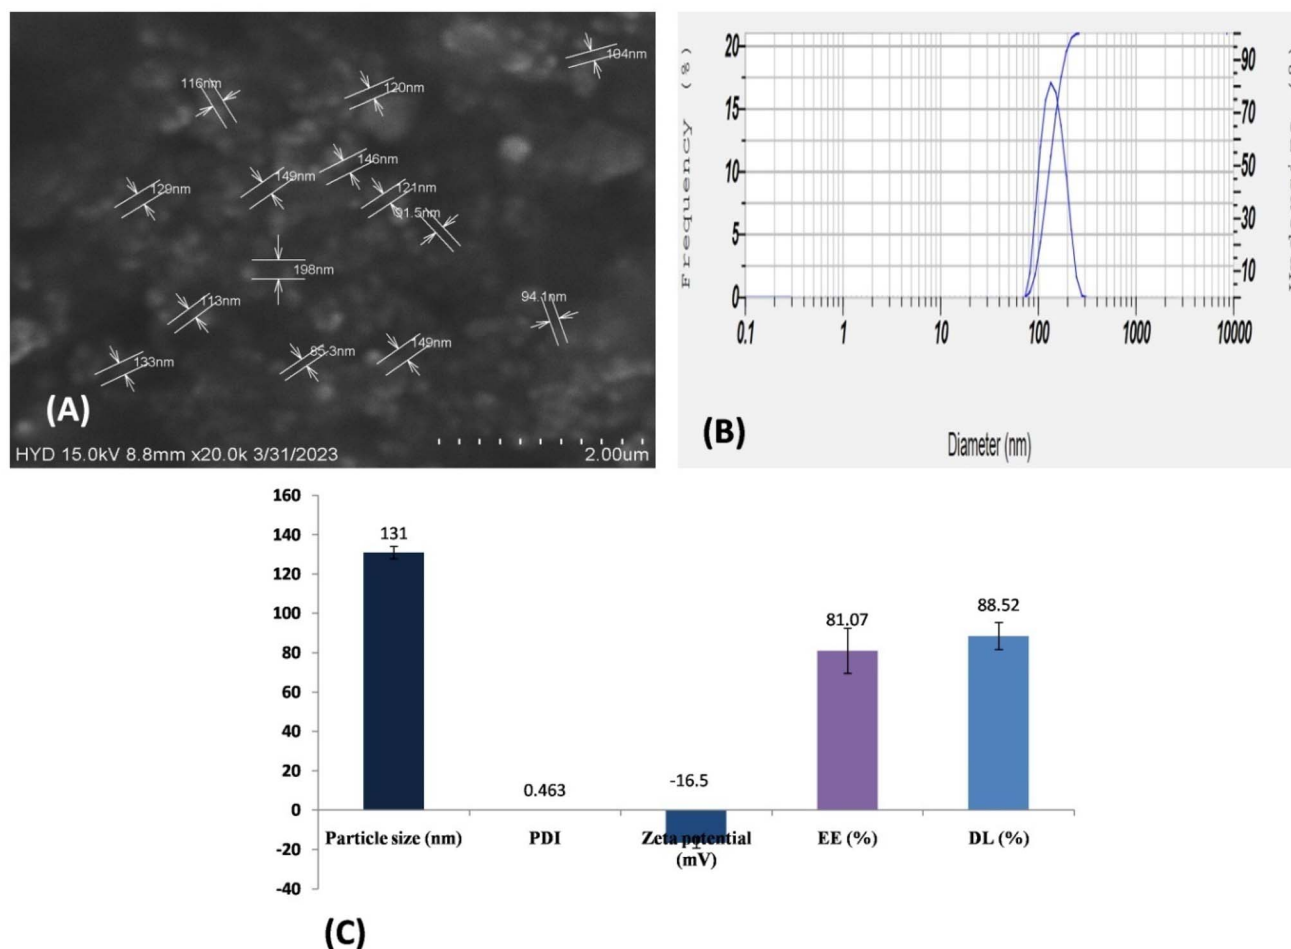 104nm
116nm
120nm
146nm
149nm
129nm
121nm
91.5nm
198nm
113nm
94.1nm
85.3nm
149nm
133nm
(A)
HYD 15.0kV 8.8mm x20.0k 3/31/2023
2.00um
Frequency (%)
20
15
10
5
0
90
70
50
30
10
0.1
1
10
100
1000
10000
Diameter (nm)
(B)
160
140
120
100
80
60
40
20
0
-20
-40
131
0.463
-16.5
81.07
88.52
Particle size (nm)
PDI
Zeta potential
(mV)
EE (%)
DL (%)
(C)